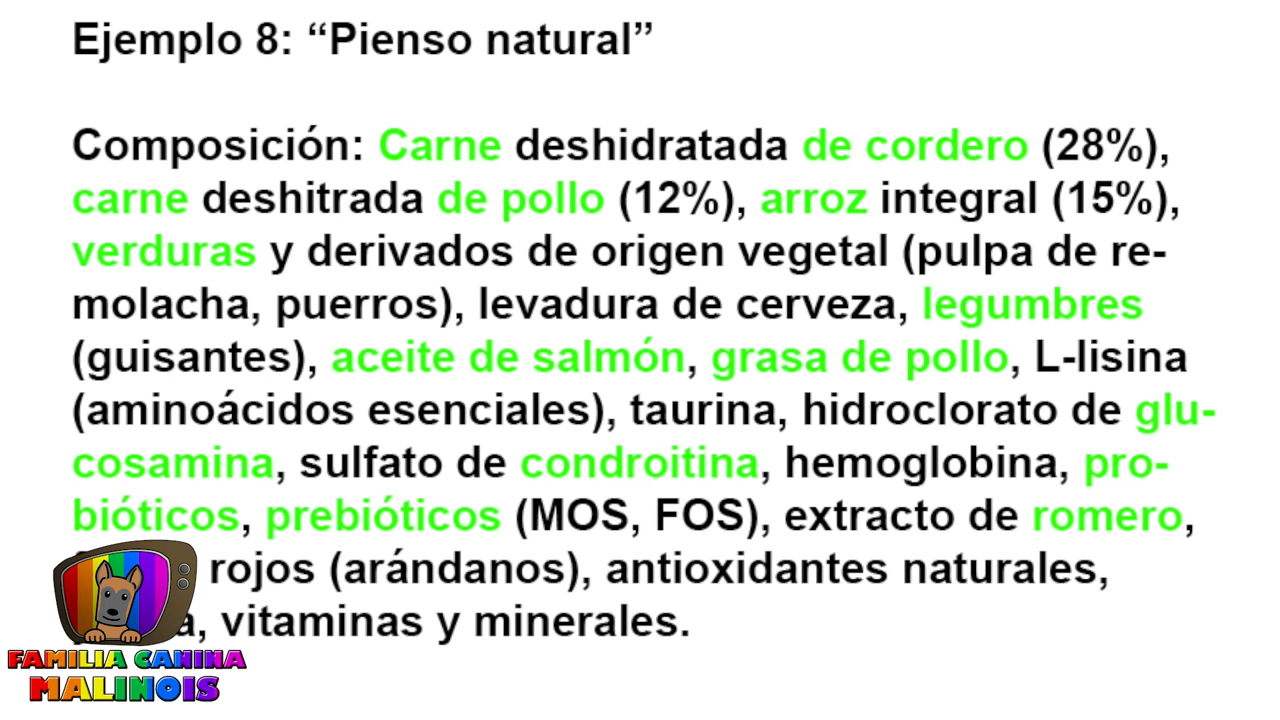 Ejemplo 8: “Pienso natural”
Composición: Carne deshidratada de cordero (28%),
carne deshitrada de pollo (12%), arroz integral (15%),
verduras y derivados de origen vegetal (pulpa de re-
molacha, puerros), levadura de cerveza, legumbres
(guisantes), aceite de salmón, grasa de pollo, L-lisina
(aminoácidos esenciales), taurina, hidroclorato de glu-
cosamina, sulfato de condroitina, hemoglobina, pro-
bióticos, prebióticos (MOS, FOS), extracto de romero,
rojos (arándanos), antioxidantes naturales,
vitaminas y minerales.
FAMILIA CANINA
MALINOIS